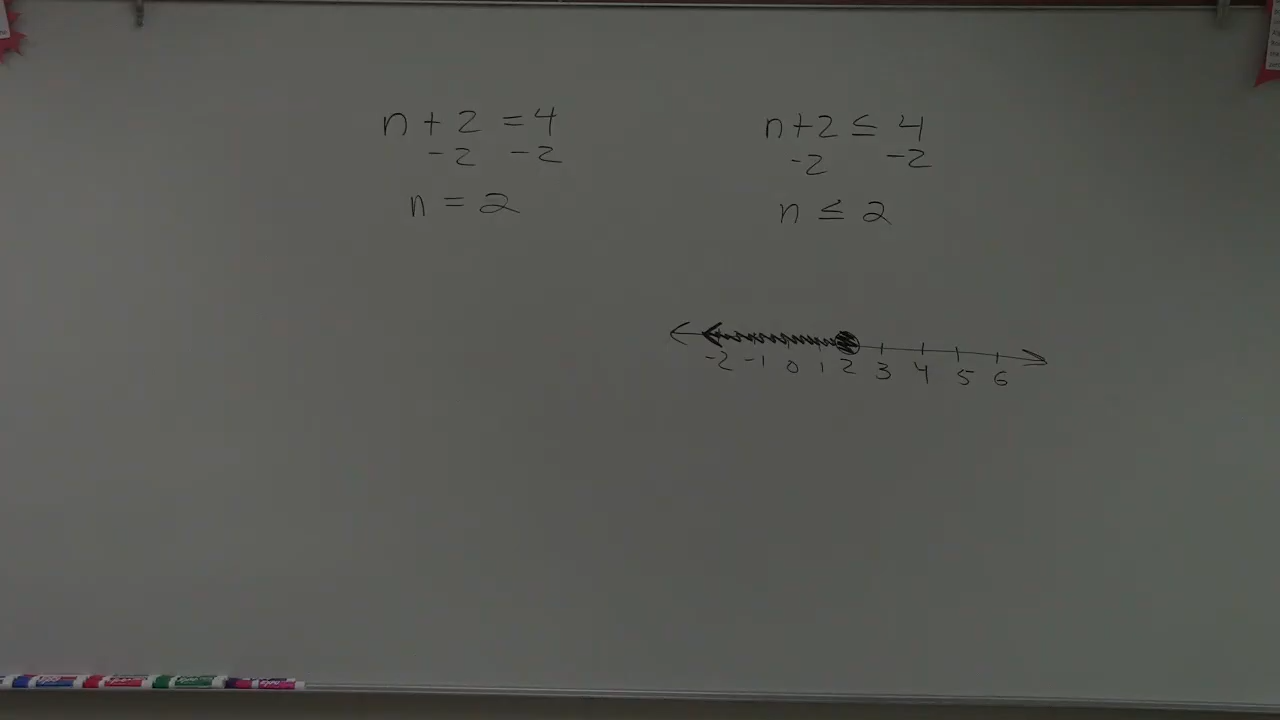 n + 2 = 4
-2 -2
n = 2
n+2 ≤ 4
-2 -2
n ≤ 2
-2 -1 0 1 2 3 4 5 6